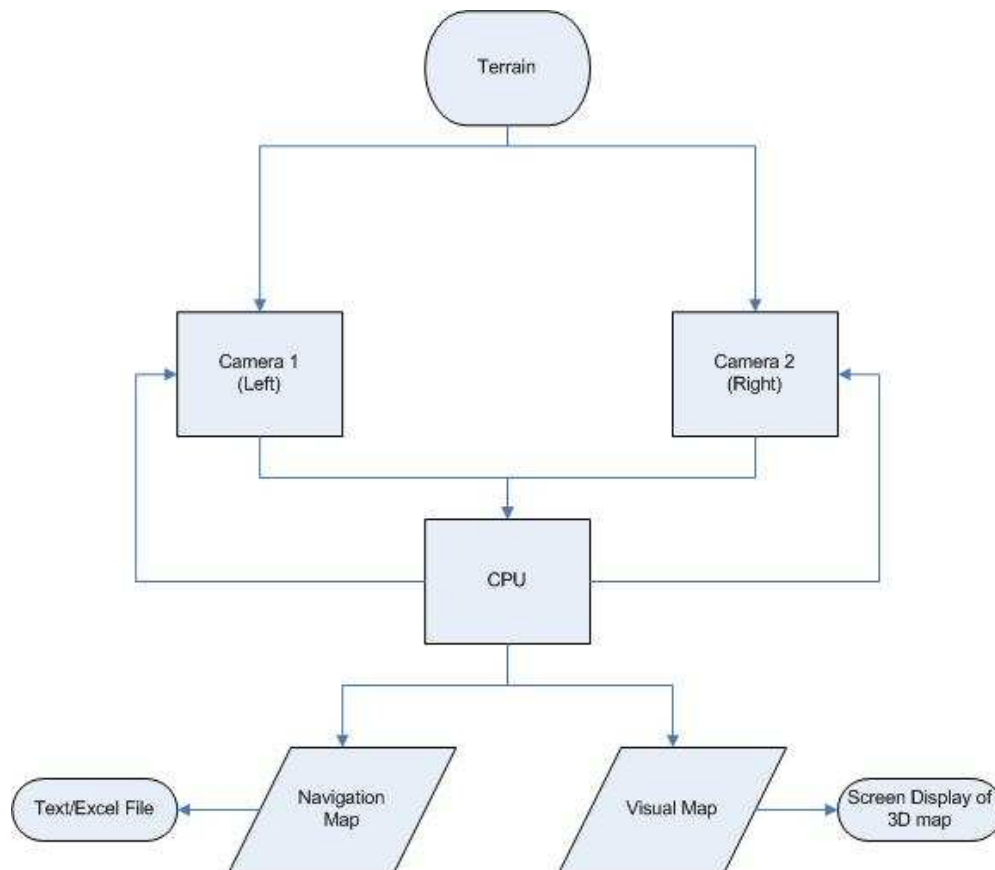 Terrain
Camera 1
(Left)
Camera 2
(Right)
CPU
Text/Excel File
Navigation
Map
Visual Map
Screen Display of
3D map